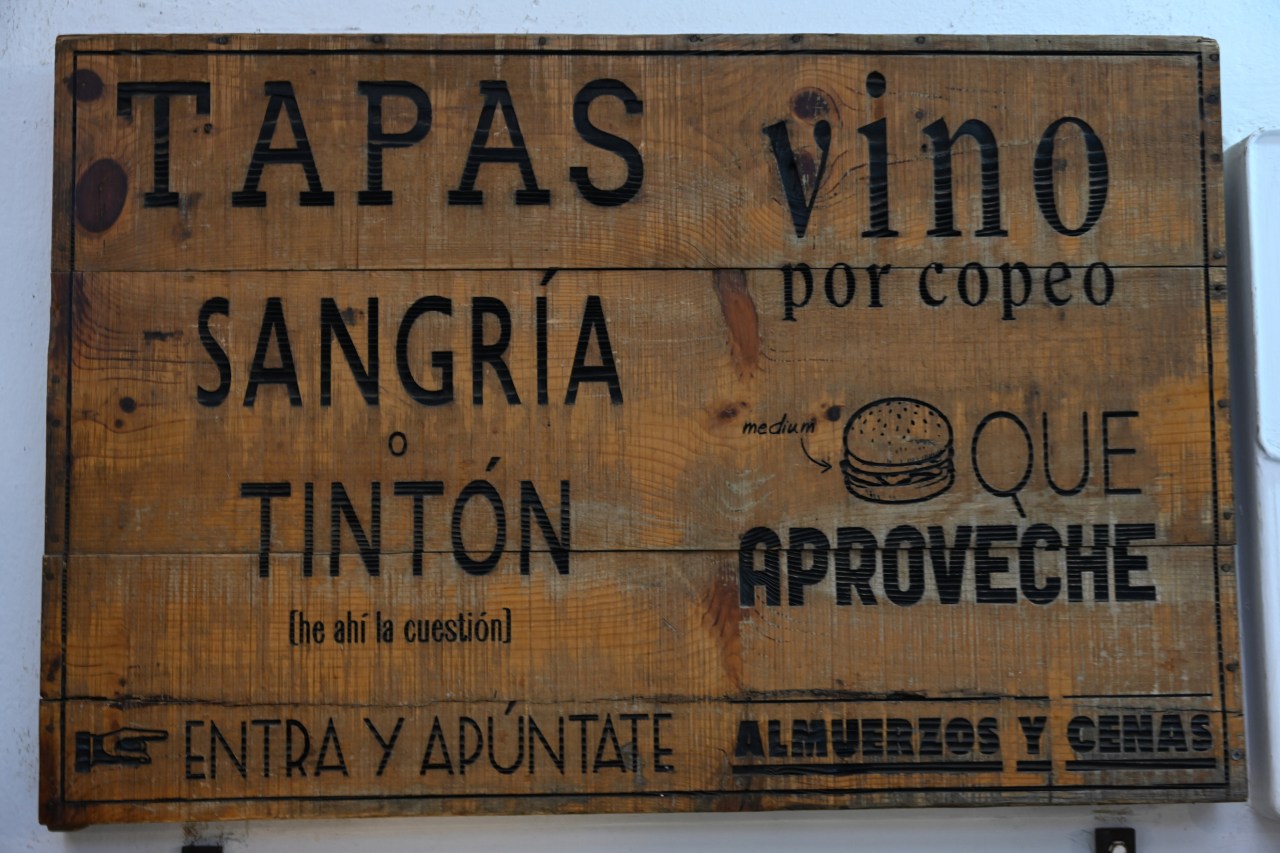 TAPAS
SANGRÍA
o
TINTÓN
(he ahí la cuestión)
ENTRA Y APÚNTATE
vino
por copeo
medium
QUE
APROVECHE
ALMUERZOS Y CENAS